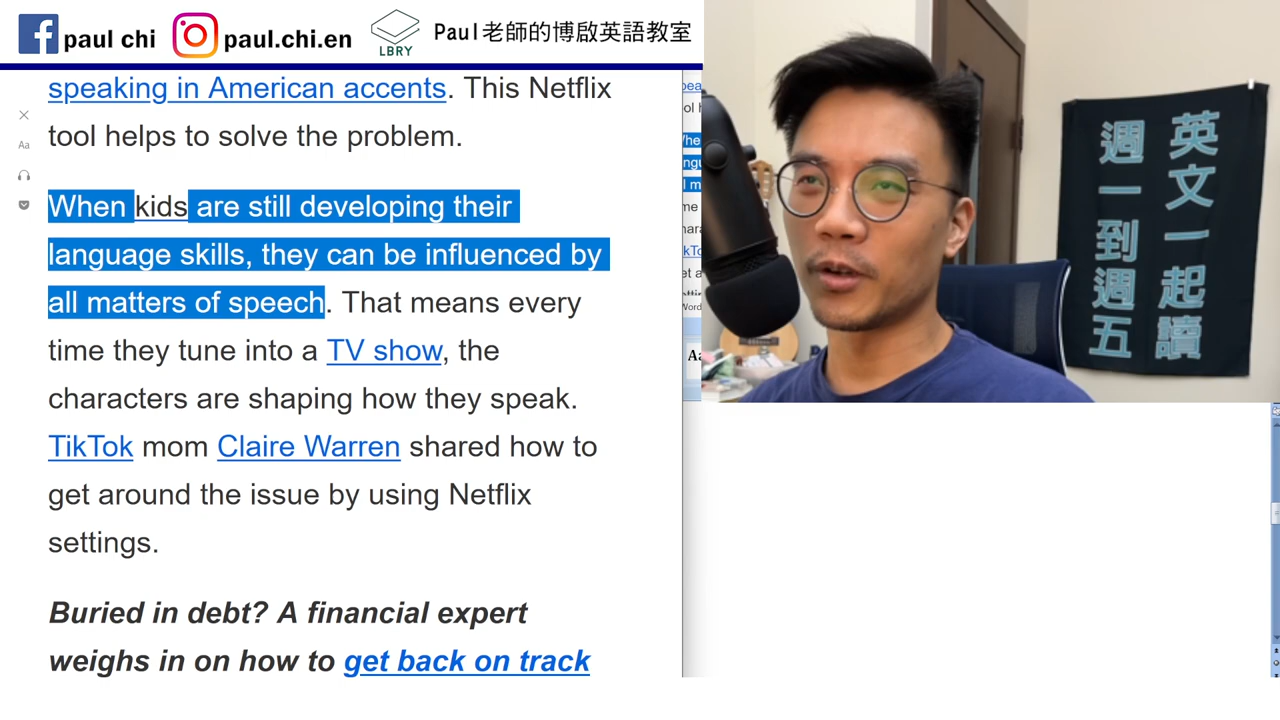 paul chi
paul.chi.en
LBRY
Paul老師的博啟英語教室
speaking in American accents. This Netflix
tool helps to solve the problem.
Aa
When kids are still developing their
language skills, they can be influenced by
all matters of speech. That means every
time they tune into a TV show, the
characters are shaping how they speak.
TikTok mom Claire Warren shared how to
get around the issue by using Netflix
settings.
Buried in debt? A financial expert
weighs in on how to get back on track
英文一起讀
週一到週五